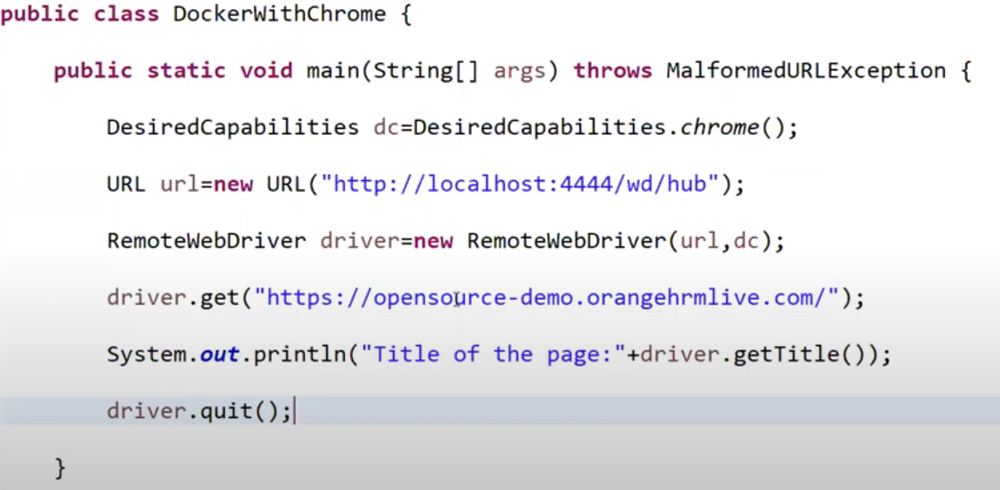 public class DockerWithChrome {
public static void main(String[] args) throws MalformedURLException {
DesiredCapabilities dc=DesiredCapabilities.chrome();
URL url=new URL("http://localhost:4444/wd/hub");
RemoteWebDriver driver=new RemoteWebDriver(url,dc);
driver.get("https://opensource-demo.orangehrmlive.com/");
System.out.println("Title of the page:"+driver.getTitle());
driver.quit();
}